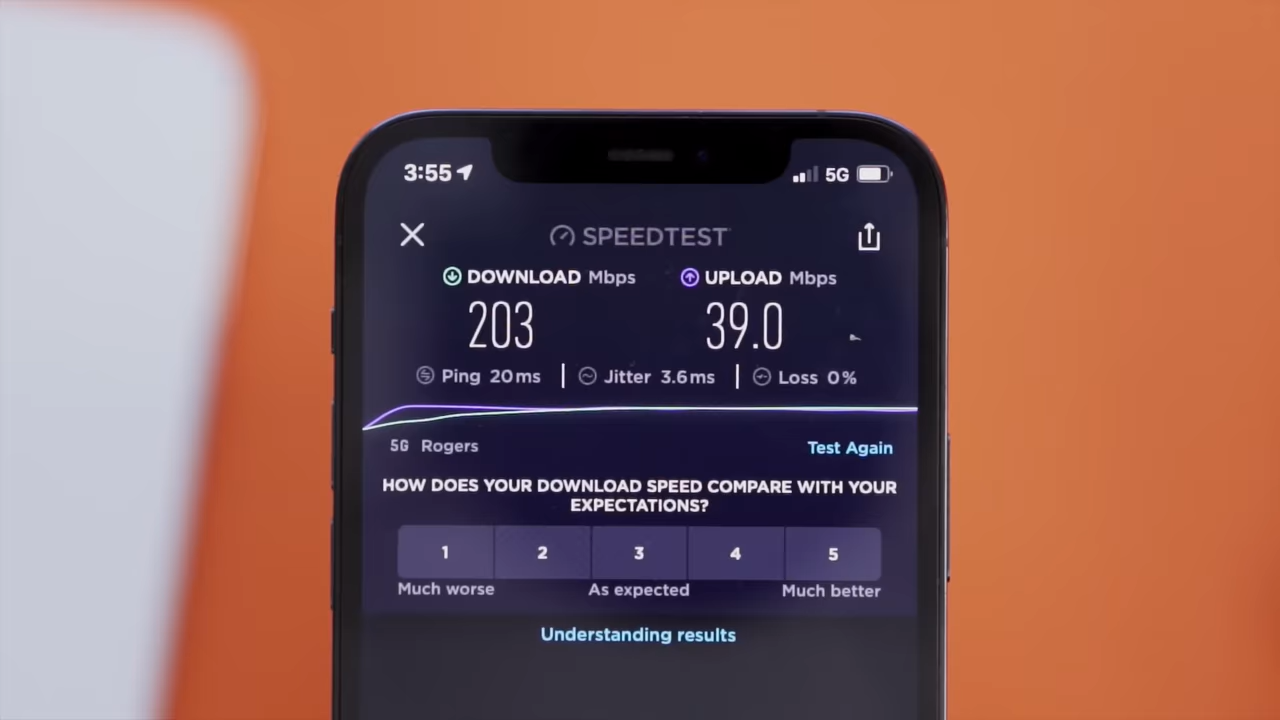 3:55 5G
SPEEDTEST
DOWNLOAD Mbps UPLOAD Mbps
203 39.0
Ping 20ms Jitter 3.6ms Loss 0%
5G Rogers Test Again
HOW DOES YOUR DOWNLOAD SPEED COMPARE WITH YOUR
EXPECTATIONS?
1 2 3 4 5
Much worse As expected Much better
Understanding results